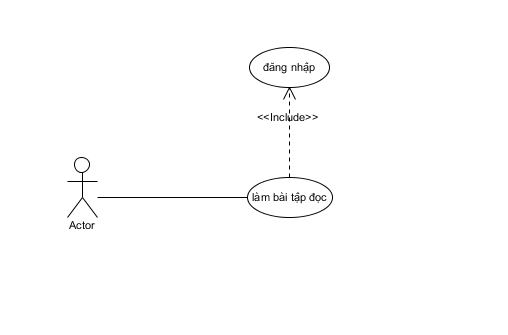 đăng nhập
<<Include>>
làm bài tập đọc
Actor